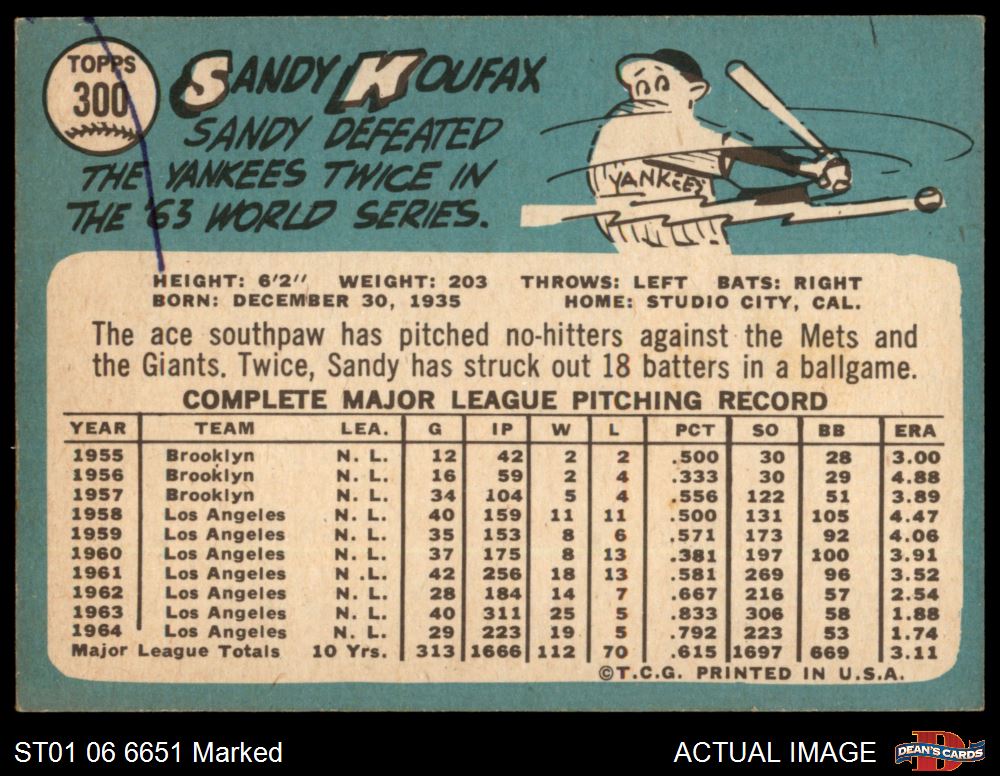 TOPPS
300
SANDY KOUFAX
SANDY DEFEATED
THE YANKEES TWICE IN
THE '63 WORLD SERIES.
YANKEES
HEIGHT: 6'2" WEIGHT: 203 THROWS: LEFT BATS: RIGHT
BORN: DECEMBER 30, 1935 HOME: STUDIO CITY, CAL.
The ace southpaw has pitched no-hitters against the Mets and
the Giants. Twice, Sandy has struck out 18 batters in a ballgame.
COMPLETE MAJOR LEAGUE PITCHING RECORD
YEAR TEAM LEA. G IP W L PCT SO BB ERA
1955 Brooklyn N. L. 12 42 2 2 .500 30 28 3.00
1956 Brooklyn N. L. 16 59 2 4 .333 30 29 4.88
1957 Brooklyn N. L. 34 104 5 4 .556 122 51 3.89
1958 Los Angeles N. L. 40 159 11 11 .500 131 105 4.47
1959 Los Angeles N. L. 35 153 8 6 .571 173 92 4.06
1960 Los Angeles N. L. 37 175 8 13 .381 197 100 3.91
1961 Los Angeles N .L. 42 256 18 13 .581 269 96 3.52
1962 Los Angeles N. L. 28 184 14 7 .667 216 57 2.54
1963 Los Angeles N. L. 40 311 25 5 .833 306 58 1.88
1964 Los Angeles N. L. 29 223 19 5 .792 223 53 1.74
Major League Totals 10 Yrs. 313 1666 112 70 .615 1697 669 3.11
©T.C.G. PRINTED IN U.S.A.
ST01 06 6651 Marked ACTUAL IMAGE DEAN'S CARDS